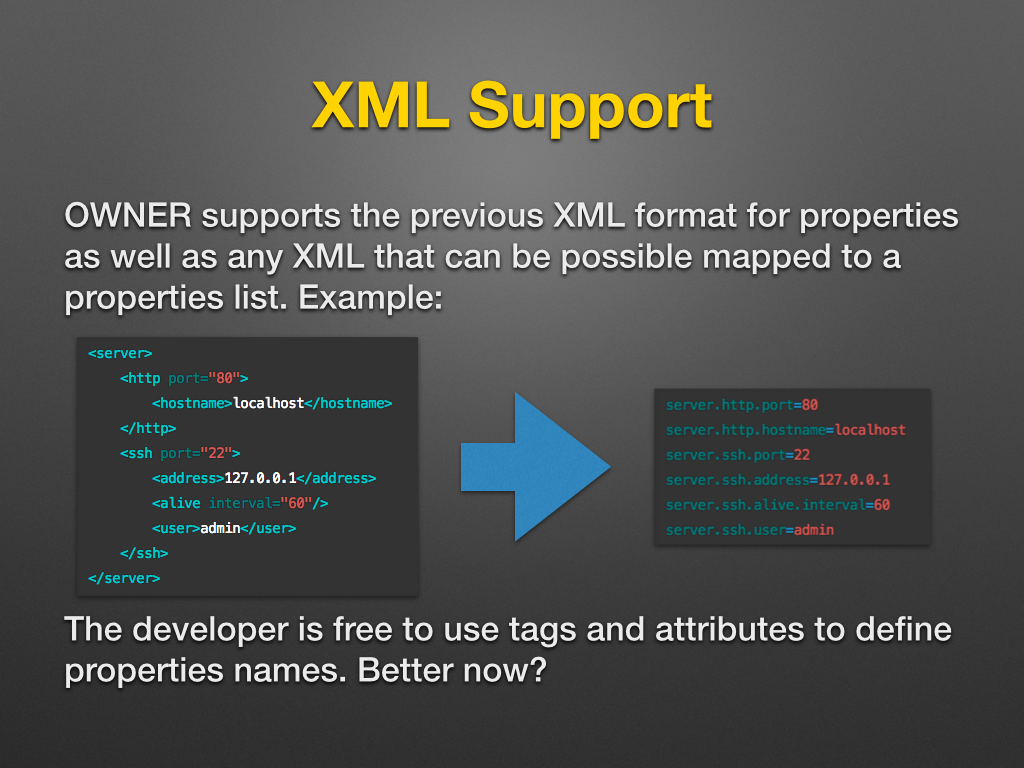 XML Support
OWNER supports the previous XML format for properties
as well as any XML that can be possible mapped to a
properties list. Example:
<server>
    <http port="80">
        <hostname>localhost</hostname>
    </http>
    <ssh port="22">
        <address>127.0.0.1</address>
        <alive interval="60"/>
        <user>admin</user>
    </ssh>
</server>
server.http.port=80
server.http.hostname=localhost
server.ssh.port=22
server.ssh.address=127.0.0.1
server.ssh.alive.interval=60
server.ssh.user=admin
The developer is free to use tags and attributes to define
properties names. Better now?